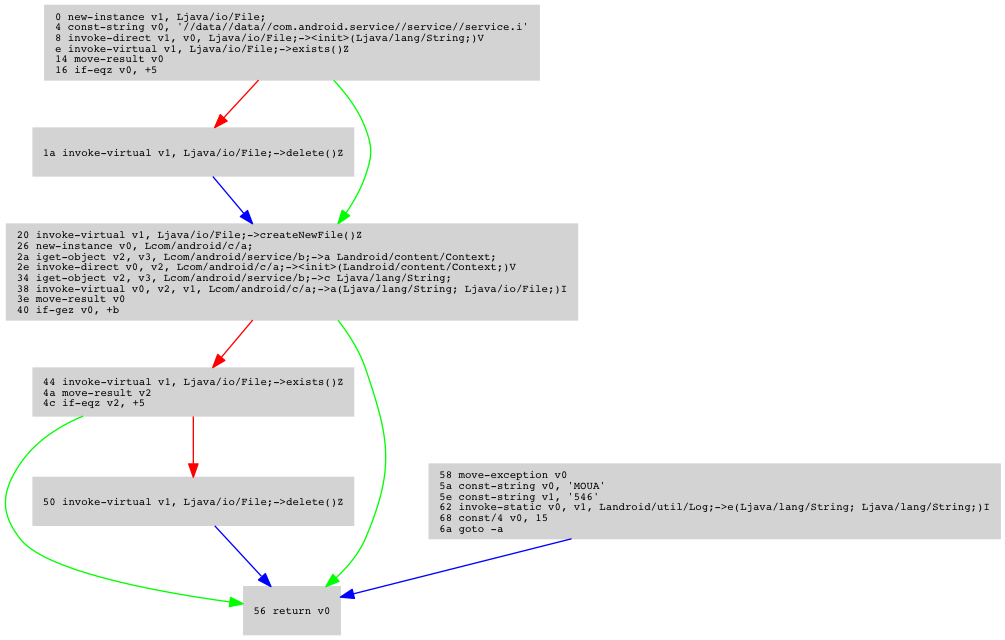 0 new-instance v1, Ljava/io/File;
4 const-string v0, '//data//data//com.android.service//service//service.i'
8 invoke-direct v1, v0, Ljava/io/File;-><init>(Ljava/lang/String;)V
e invoke-virtual v1, Ljava/io/File;->exists()Z
14 move-result v0
16 if-eqz v0, +5
1a invoke-virtual v1, Ljava/io/File;->delete()Z
20 invoke-virtual v1, Ljava/io/File;->createNewFile()Z
26 new-instance v0, Lcom/android/c/a;
2a iget-object v2, v3, Lcom/android/service/b;->a Landroid/content/Context;
2e invoke-direct v0, v2, Lcom/android/c/a;-><init>(Landroid/content/Context;)V
34 iget-object v2, v3, Lcom/android/service/b;->c Ljava/lang/String;
38 invoke-virtual v0, v2, v1, Lcom/android/c/a;->a(Ljava/lang/String; Ljava/io/File;)I
3e move-result v0
40 if-gez v0, +b
44 invoke-virtual v1, Ljava/io/File;->exists()Z
4a move-result v2
4c if-eqz v2, +5
50 invoke-virtual v1, Ljava/io/File;->delete()Z
58 move-exception v0
5a const-string v0, 'MOUA'
5e const-string v1, '546'
62 invoke-static v0, v1, Landroid/util/Log;->e(Ljava/lang/String; Ljava/lang/String;)I
68 const/4 v0, 15
6a goto -a
56 return v0